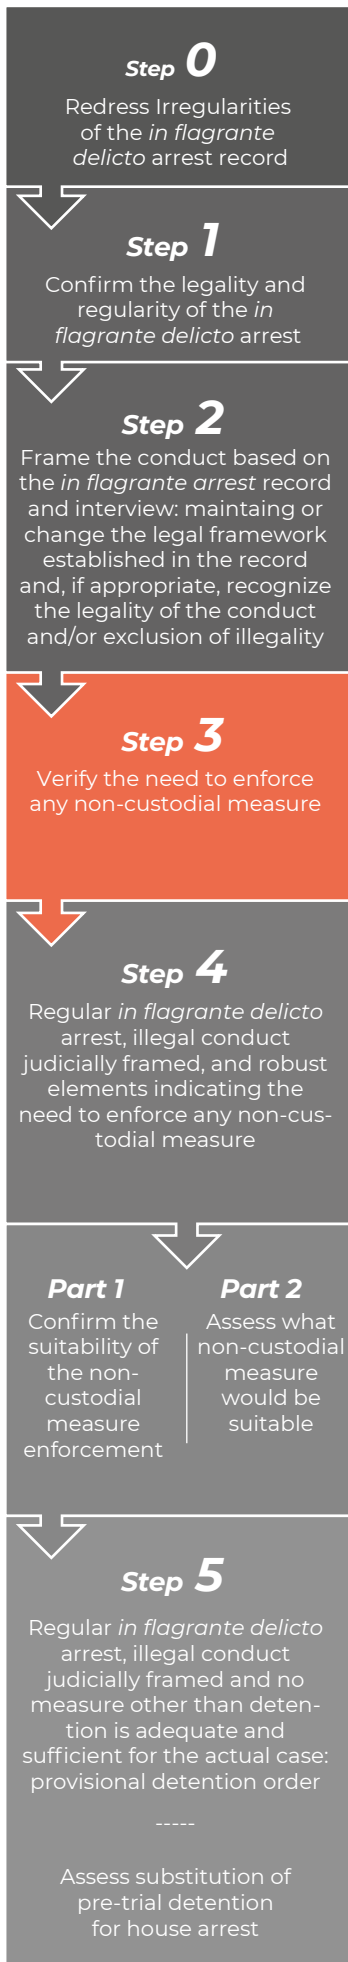 Step 0
Redress Irregularities
of the in flagrante
delicto arrest record
Step 1
Confirm the legality and
regularity of the in
flagrante delicto arrest
Step 2
Frame the conduct based on
the in flagrante arrest record
and interview: maintaing or
change the legal framework
established in the record
and, if appropriate, recognize
the legality of the conduct
and/or exclusion of illegality
Step 3
Verify the need to enforce
any non-custodial measure
Step 4
Regular in flagrante delicto
arrest, illegal conduct
judicially framed, and robust
elements indicating the
need to enforce any non-cus-
todial measure
Part 1
Confirm the
suitability of
the non-
custodial
measure
enforcement
Part 2
Assess what
non-custodial
measure
would be
suitable
Step 5
Regular in flagrante delicto
arrest, illegal conduct
judicially framed and no
measure other than deten-
tion is adequate and
sufficient for the actual case:
provisional detention order
-----
Assess substitution of
pre-trial detention
for house arrest